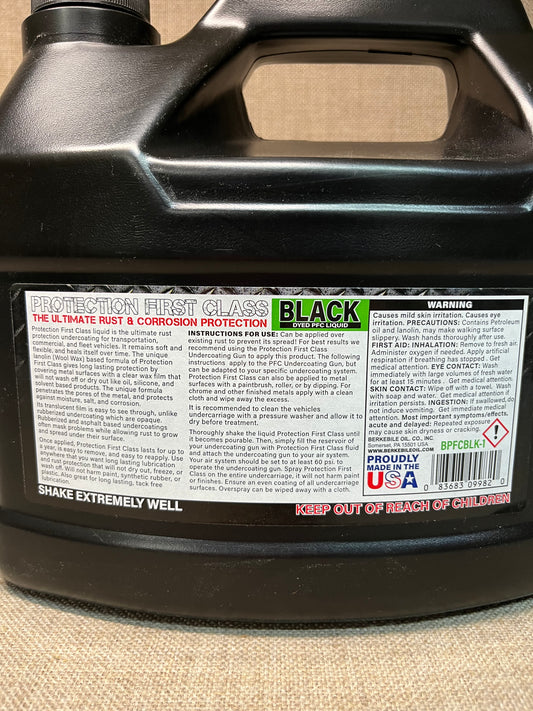 PROTECTION FIRST CLASS
THE ULTIMATE RUST & CORROSION PROTECTION
Protection First Class liquid is the ultimate rust
protection undercoating for transportation,
commercial, and fleet vehicles. It remains soft and
flexible, and heals itself over time. The unique
lanolin (Wool Wax) based formula of Protection
First Class gives long lasting protection by
covering metal surfaces with a clear wax film that
will not wash off or dry out like oil, silicone, and
solvent based products. The unique formula
penetrates the pores of the metal, and protects
against moisture, salt, and corrosion.
Its translucent film is easy to see through, unlike
rubberized undercoating which are opaque.
Rubberized and asphalt based undercoatings
often mask problems while allowing rust to grow
and spread under their surface.
Once applied, Protection First Class lasts for up to
a year, is easy to remove, and easy to reapply. Use
anywhere that you want long lasting lubrication
and rust protection that will not dry out, freeze, or
wash off. Will not harm paint, synthetic rubber, or
plastic. Also great for long lasting, tack free
lubrication.
SHAKE EXTREMELY WELL
BLACK
DYED PFC LIQUID
INSTRUCTIONS FOR USE: Can be applied over
existing rust to prevent its spread! For best results we
recommend using the Protection First Class
Undercoating Gun to apply this product. The following
instructions apply to the PFC Undercoating Gun, but
can be adapted to your specific undercoating system.
Protection First Class can also be applied to metal
surfaces with a paintbrush, roller, or by dipping. For
chrome and other finished metals apply with a clean
cloth and wipe away the excess.
It is recommended to clean the vehicles
undercarriage with a pressure washer and allow it to
dry before treatment.
Thoroughly shake the liquid Protection First Class until
it becomes pourable. Then, simply fill the reservoir of
your undercoating gun with Protection First Class fluid
and attach the undercoating gun to your air system.
Your air system should be set to at least 60 psi. to
operate the undercoating gun. Spray Protection First
Class on the entire undercarriage, it will not harm paint
or finishes. Ensure an even coating of all undercarriage
surfaces. Overspray can be wiped away with a cloth.
WARNING
Causes mild skin irritation. Causes eye
irritation. PRECAUTIONS: Contains Petroleum
oil and lanolin, may make walking surface
slippery. Wash hands thoroughly after use.
FIRST AID: INHALATION: Remove to fresh air.
Administer oxygen if needed. Apply artificial
respiration if breathing has stopped . Get
medical attention. EYE CONTACT: Wash
immediately with large volumes of fresh water
for at least 15 minutes . Get medical attention.
SKIN CONTACT: Wipe off with a towel. Wash
with soap and water. Get medical attention if
irritation persists. INGESTION: If swallowed, do
not induce vomiting. Get immediate medical
attention. Most important symptoms/effects,
acute and delayed: Repeated exposure
may cause skin dryness or cracking.
BERKEBILE OIL, CO., INC.
Somerset, PA 15501 USA
BERKEBILEOIL.COM
BPFCBLK-1
PROUDLY
MADE IN THE
USA
0 83683 09982 0
KEEP OUT OF REACH OF CHILDREN